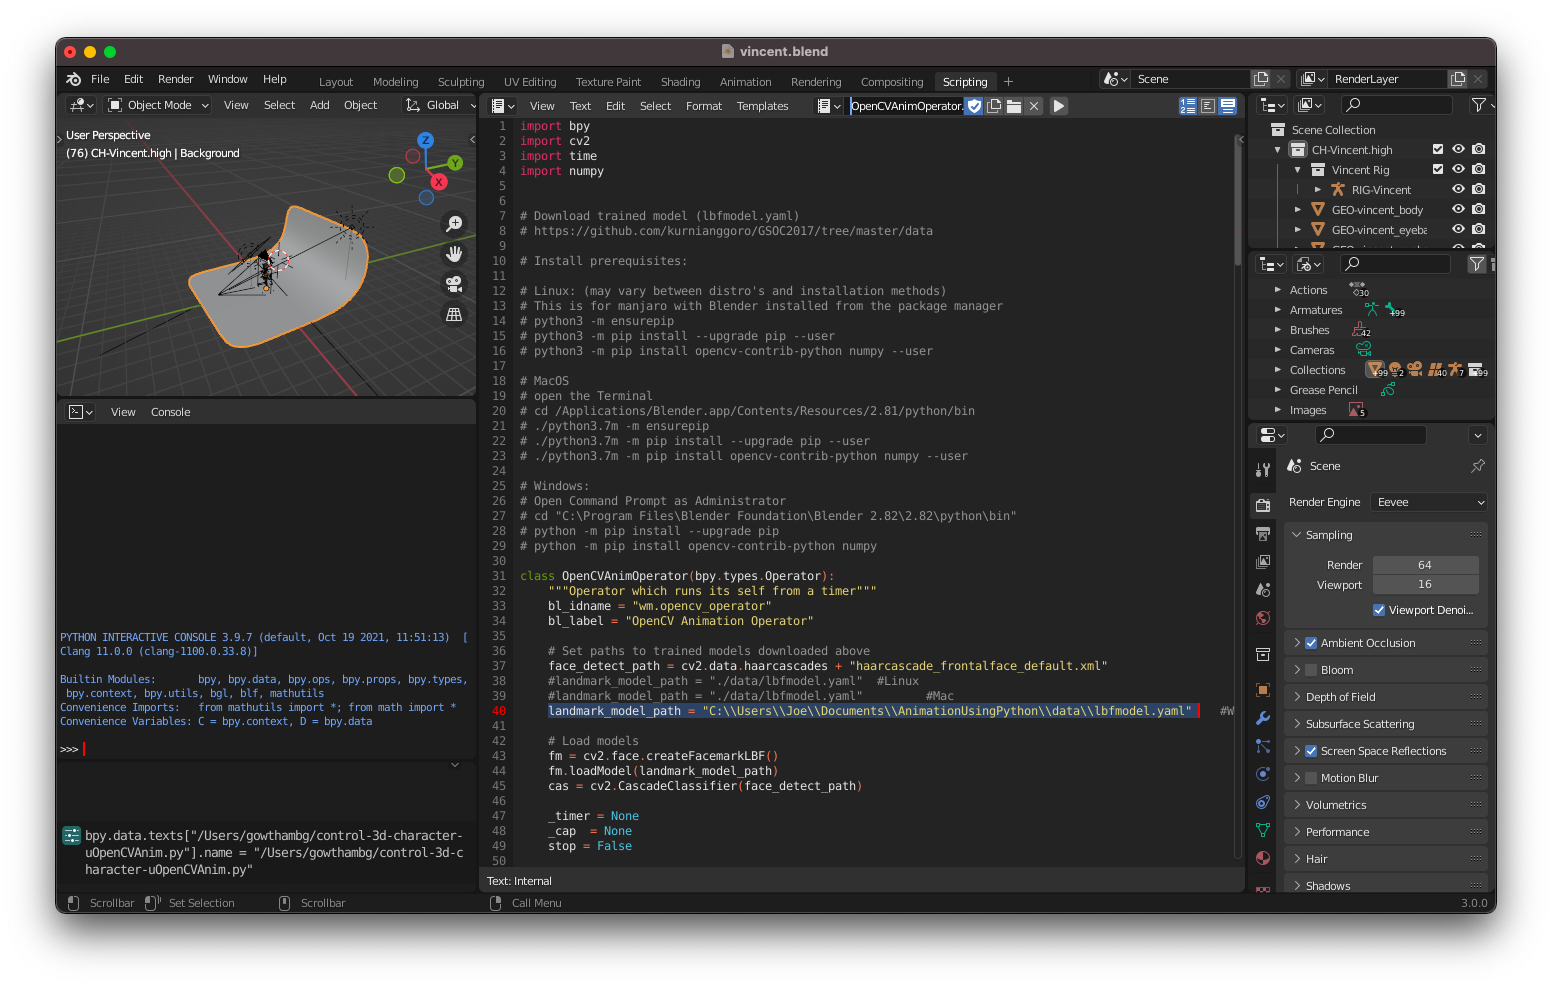 vincent.blend
File Edit Render Window Help Layout Modeling Sculpting UV Editing Texture Paint Shading Animation Rendering Compositing Scripting + Scene RenderLayer
Object Mode View Select Add Object Global
User Perspective
(76) CH-Vincent.high | Background
Z
Y
X
View Console
PYTHON INTERACTIVE CONSOLE 3.9.7 (default, Oct 19 2021, 11:51:13)  [
Clang 11.0.0 (clang-1100.0.33.8)]
Builtin Modules:       bpy, bpy.data, bpy.ops, bpy.props, bpy.types,
 bpy.context, bpy.utils, bgl, blf, mathutils
Convenience Imports:   from mathutils import *; from math import *
Convenience Variables: C = bpy.context, D = bpy.data
>>>
bpy.data.texts["/Users/gowthambg/control-3d-character-
uOpenCVAnim.py"].name = "/Users/gowthambg/control-3d-c
haracter-uOpenCVAnim.py"
View Text Edit Select Format Templates OpenCVAnimOperator.
1 import bpy
2 import cv2
3 import time
4 import numpy
5
6
7 # Download trained model (lbfmodel.yaml)
8 # https://github.com/kurnianggoro/GSOC2017/tree/master/data
9
10 # Install prerequisites:
11
12 # Linux: (may vary between distro's and installation methods)
13 # This is for manjaro with Blender installed from the package manager
14 # python3 -m ensurepip
15 # python3 -m pip install --upgrade pip --user
16 # python3 -m pip install opencv-contrib-python numpy --user
17
18 # MacOS
19 # open the Terminal
20 # cd /Applications/Blender.app/Contents/Resources/2.81/python/bin
21 # ./python3.7m -m ensurepip
22 # ./python3.7m -m pip install --upgrade pip --user
23 # ./python3.7m -m pip install opencv-contrib-python numpy --user
24
25 # Windows:
26 # Open Command Prompt as Administrator
27 # cd "C:\Program Files\Blender Foundation\Blender 2.82\2.82\python\bin"
28 # python -m pip install --upgrade pip
29 # python -m pip install opencv-contrib-python numpy
30
31 class OpenCVAnimOperator(bpy.types.Operator):
32     """Operator which runs its self from a timer"""
33     bl_idname = "wm.opencv_operator"
34     bl_label = "OpenCV Animation Operator"
35
36     # Set paths to trained models downloaded above
37     face_detect_path = cv2.data.haarcascades + "haarcascade_frontalface_default.xml"
38     #landmark_model_path = "./data/lbfmodel.yaml"  #Linux
39     #landmark_model_path = "./data/lbfmodel.yaml"         #Mac
40     landmark_model_path = "C:\\Users\\Joe\\Documents\\AnimationUsingPython\\data\\lbfmodel.yaml"    #W
41
42     # Load models
43     fm = cv2.face.createFacemarkLBF()
44     fm.loadModel(landmark_model_path)
45     cas = cv2.CascadeClassifier(face_detect_path)
46
47     _timer = None
48     _cap  = None
49     stop = False
50
Text: Internal
Scene Collection
CH-Vincent.high
Vincent Rig
RIG-Vincent
GEO-vincent_body
GEO-vincent_eyeba
Actions 30
Armatures +99
Brushes 42
Cameras
Collections +99 2 40 7 +99
Grease Pencil
Images 5
Scene
Render Engine Eevee
Sampling
Render 64
Viewport 16
Viewport Denoi...
Ambient Occlusion
Bloom
Depth of Field
Subsurface Scattering
Screen Space Reflections
Motion Blur
Volumetrics
Performance
Hair
Shadows
Scrollbar Set Selection Scrollbar Call Menu 3.0.0